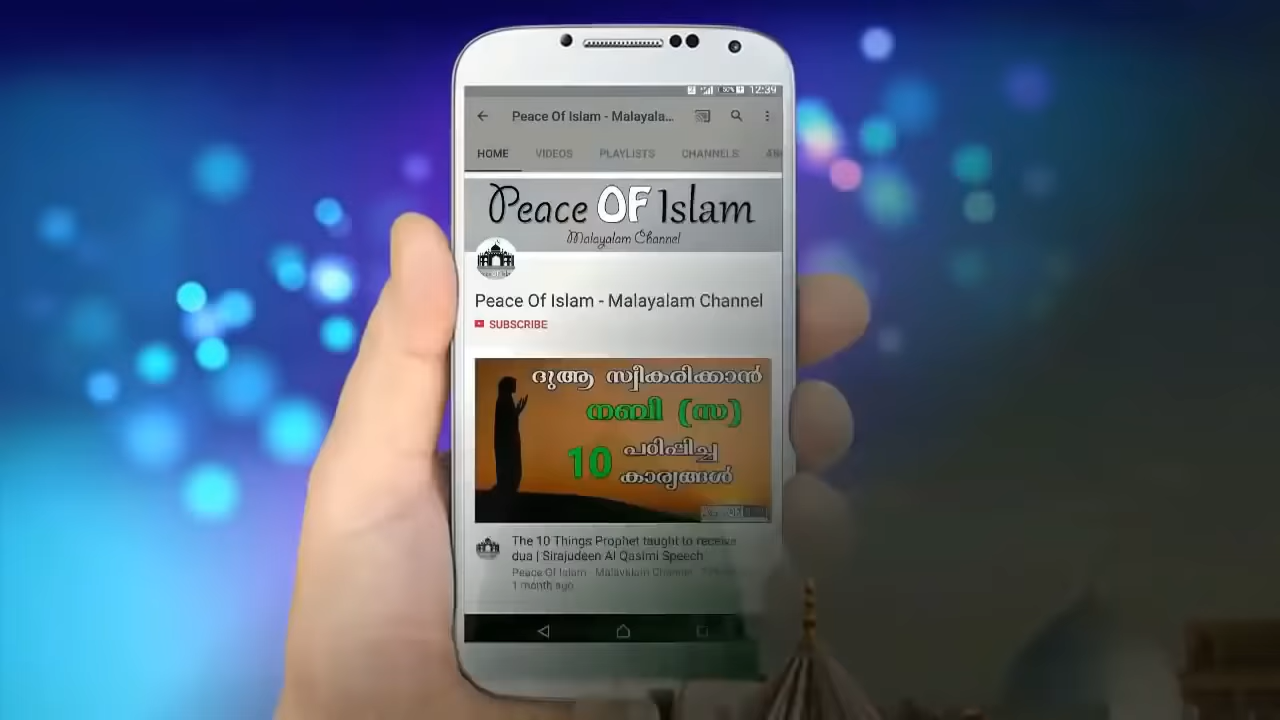 50% 12:39
Peace Of Islam - Malayala...
HOME VIDEOS PLAYLISTS CHANNELS
Peace OF Islam
Malayalam Channel
Peace Of Islam - Malayalam Channel
SUBSCRIBE
ദുആ സ്വീകരിക്കാൻ
നബി (സ)
10 പഠിപ്പിച്ച
കാര്യങ്ങൾ
The 10 Things Prophet taught to receive
dua | Sirajudeen Al Qasimi Speech
Peace Of Islam - Malayalam Channel
1 month ago